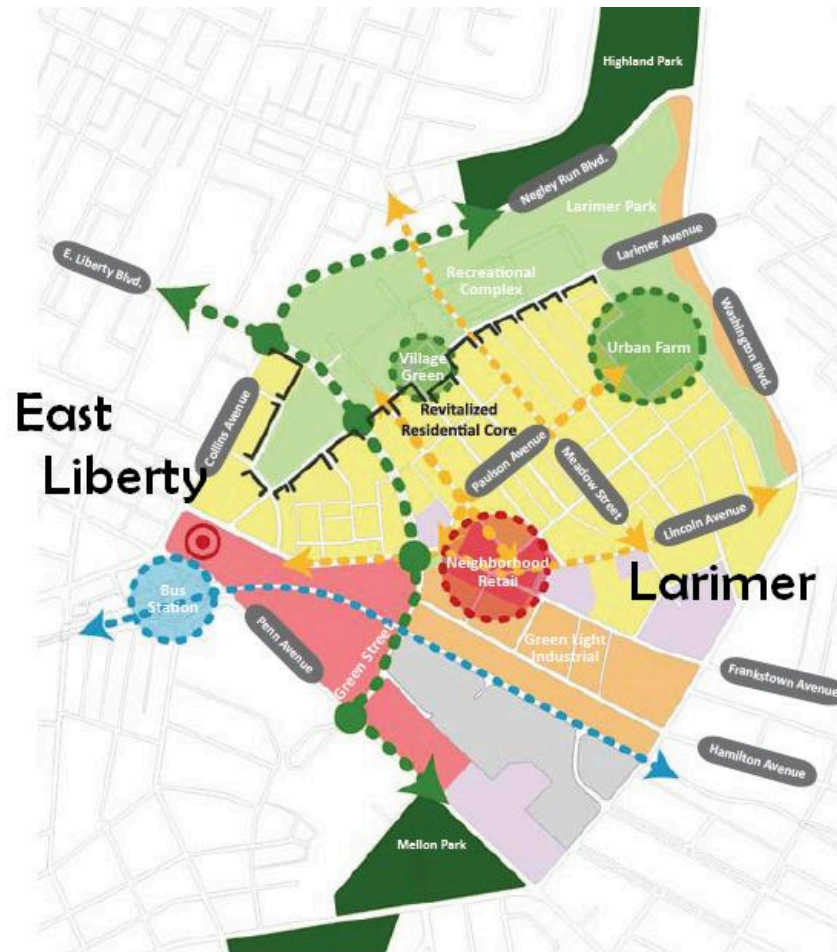 Highland Park
Negley Run Blvd.
Larimer Park
Larimer Avenue
E. Liberty Blvd.
Recreational
Complex
Washington Blvd.
Village
Green
Urban Farm
East
Liberty
Collins Avenue
Revitalized
Residential Core
Paulson Avenue
Meadow Street
Lincoln Avenue
Neighborhood
Retail
Larimer
Bus
Station
Penn Avenue
Green Street
Green Light
Industrial
Frankstown Avenue
Hamilton Avenue
Mellon Park